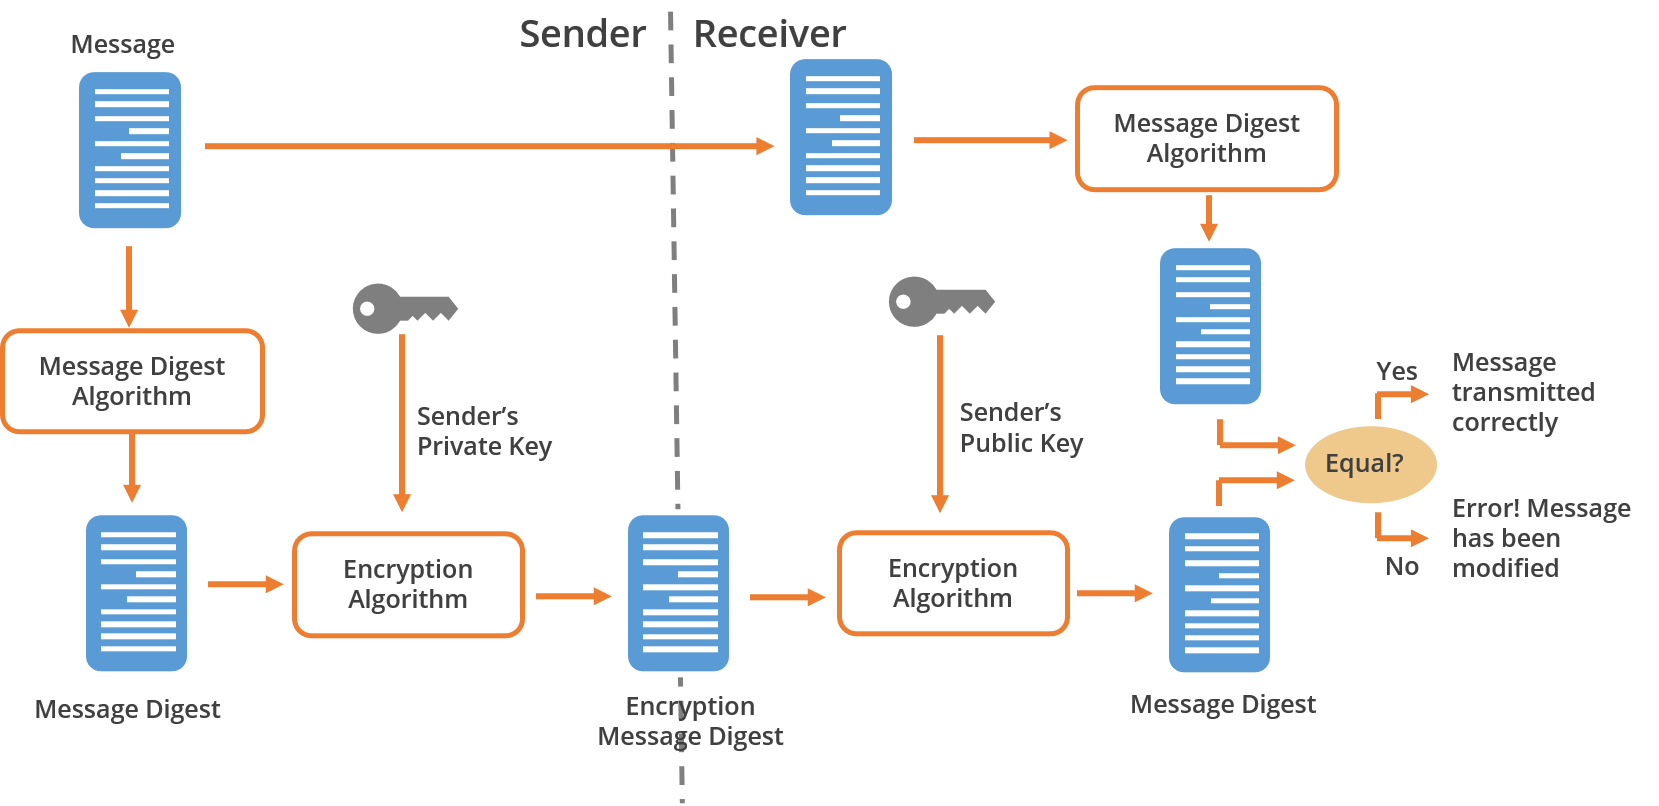 Sender
Receiver
Message
Message Digest
Algorithm
Message Digest
Algorithm
Sender's
Private Key
Sender's
Public Key
Yes
Message
transmitted
correctly
Equal?
Error! Message
has been
modified
No
Encryption
Algorithm
Encryption
Algorithm
Message Digest
Encryption
Message Digest
Message Digest